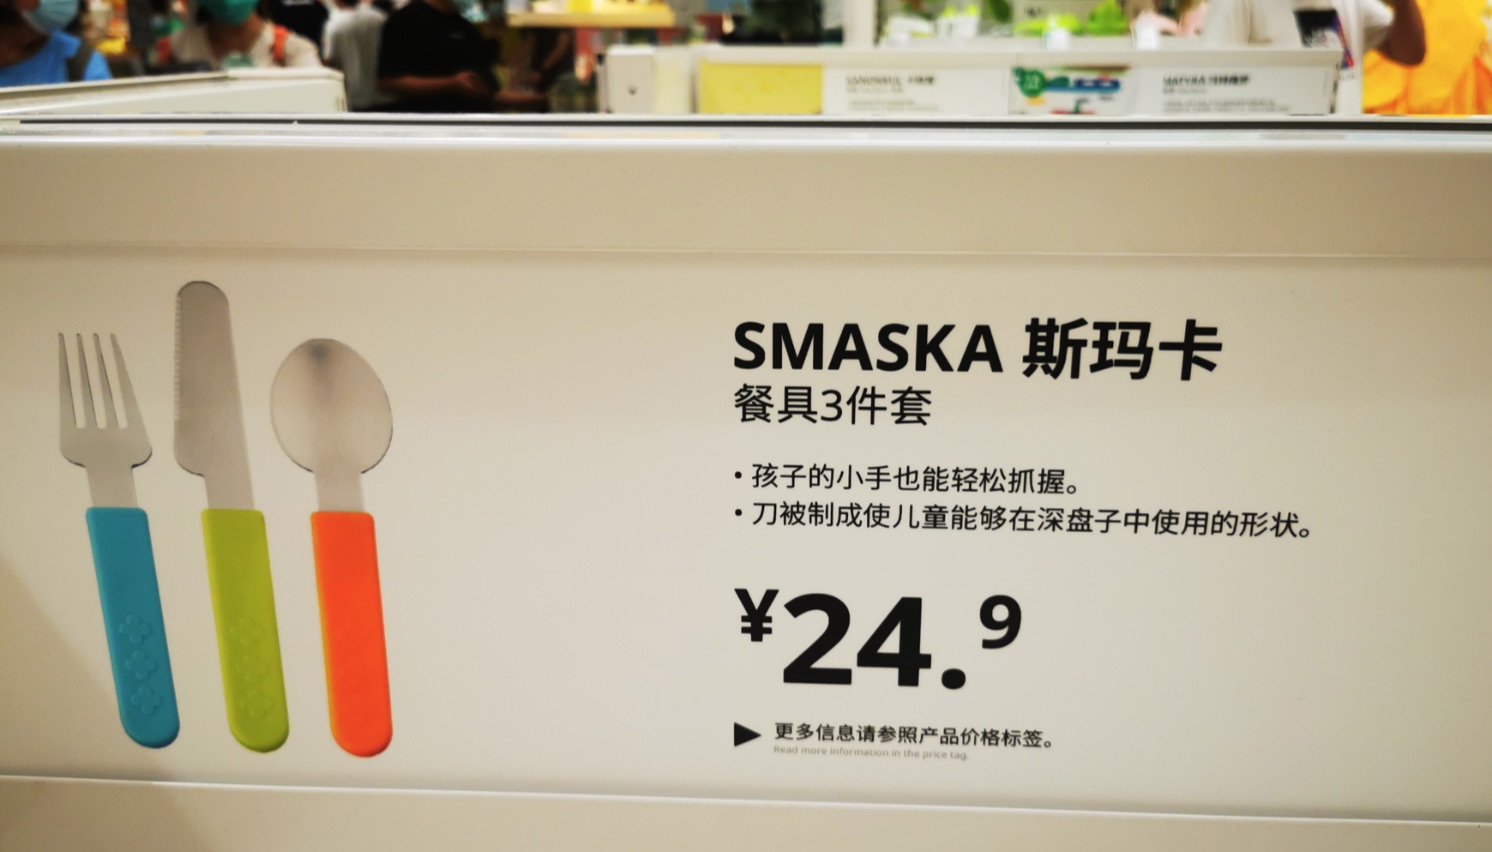 SMASKA 斯玛卡
餐具3件套
• 孩子的小手也能轻松抓握。
• 刀被制成使儿童能够在深盘子中使用的形状。
¥24.9
▶ 更多信息请参照产品价格标签。
Read more information in the price tag.